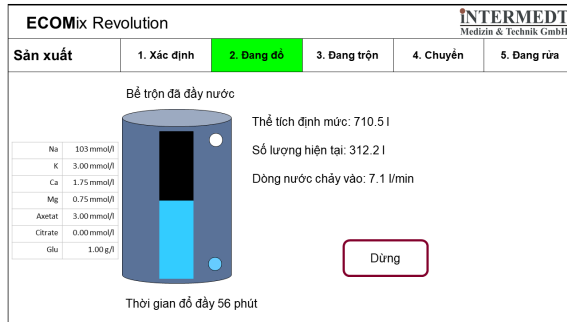 ECOMix Revolution
INTERMEDT
Medizin & Technik GmbH
Sản xuất
1. Xác định
2. Đang đổ
3. Đang trộn
4. Chuyển
5. Đang rửa
Bể trộn đã đầy nước
Thể tích định mức: 710.5 l
Số lượng hiện tại: 312.2 l
Dòng nước chảy vào: 7.1 l/min
Na 103 mmol/l
K 3.00 mmol/l
Ca 1.75 mmol/l
Mg 0.75 mmol/l
Axetat 3.00 mmol/l
Citrate 0.00 mmol/l
Glu 1.00 g/l
Dừng
Thời gian đổ đầy 56 phút